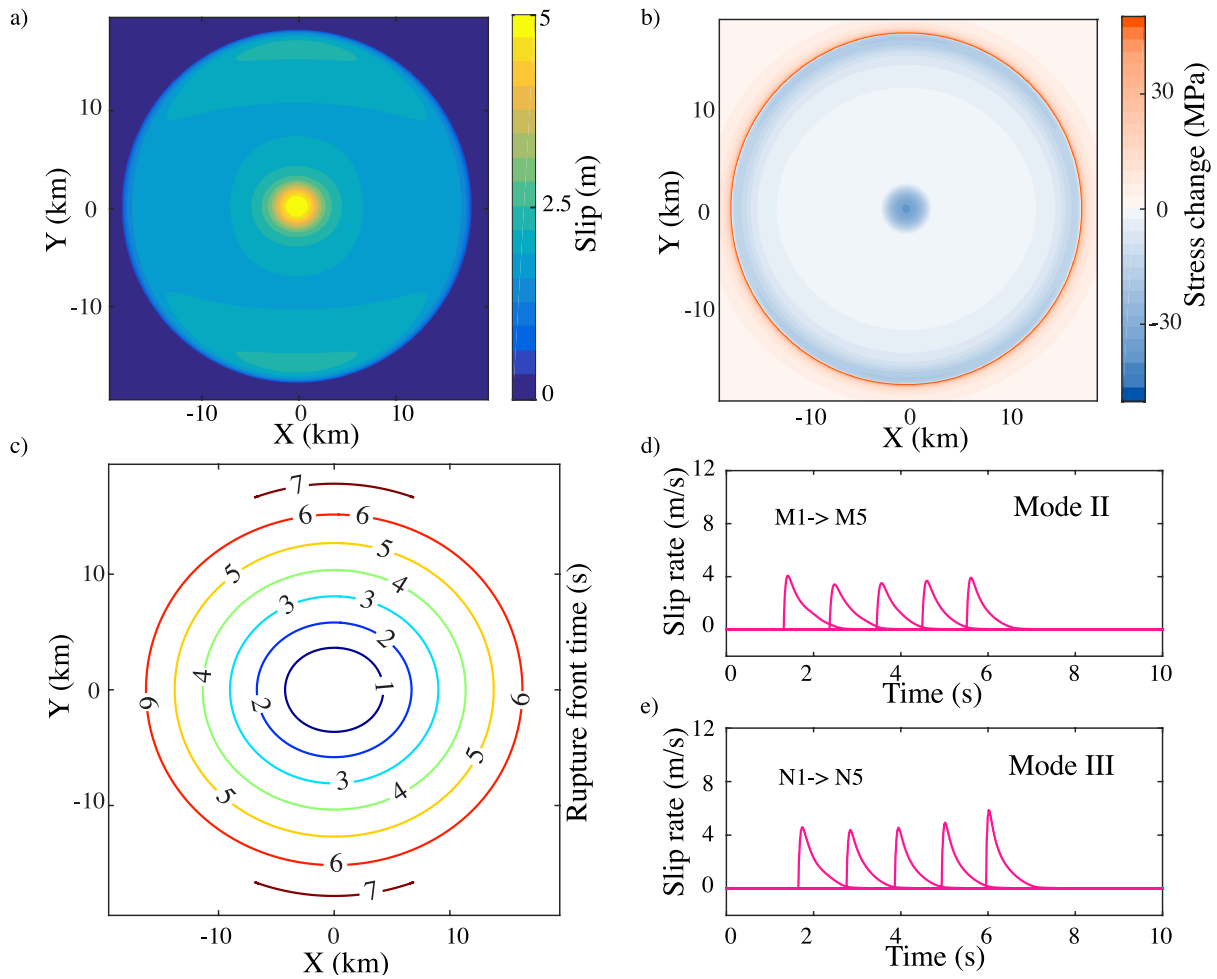 a)
5
2.5
0
Slip (m)
10
0
-10
Y (km)
-10
0
10
X (km)
b)
30
0
-30
Stress change (MPa)
10
0
-10
Y (km)
-10
0
10
X (km)
c)
7
6
6
5
5
4
3
3
2
1
6
4
2
6
5
3
4
5
6
7
10
0
-10
Y (km)
-10
0
10
X (km)
Rupture front time (s)
d)
12
8
4
0
Slip rate (m/s)
M1-> M5
Mode II
0
2
4
6
8
10
Time (s)
e)
12
8
4
0
Slip rate (m/s)
N1-> N5
Mode III
0
2
4
6
8
10
Time (s)